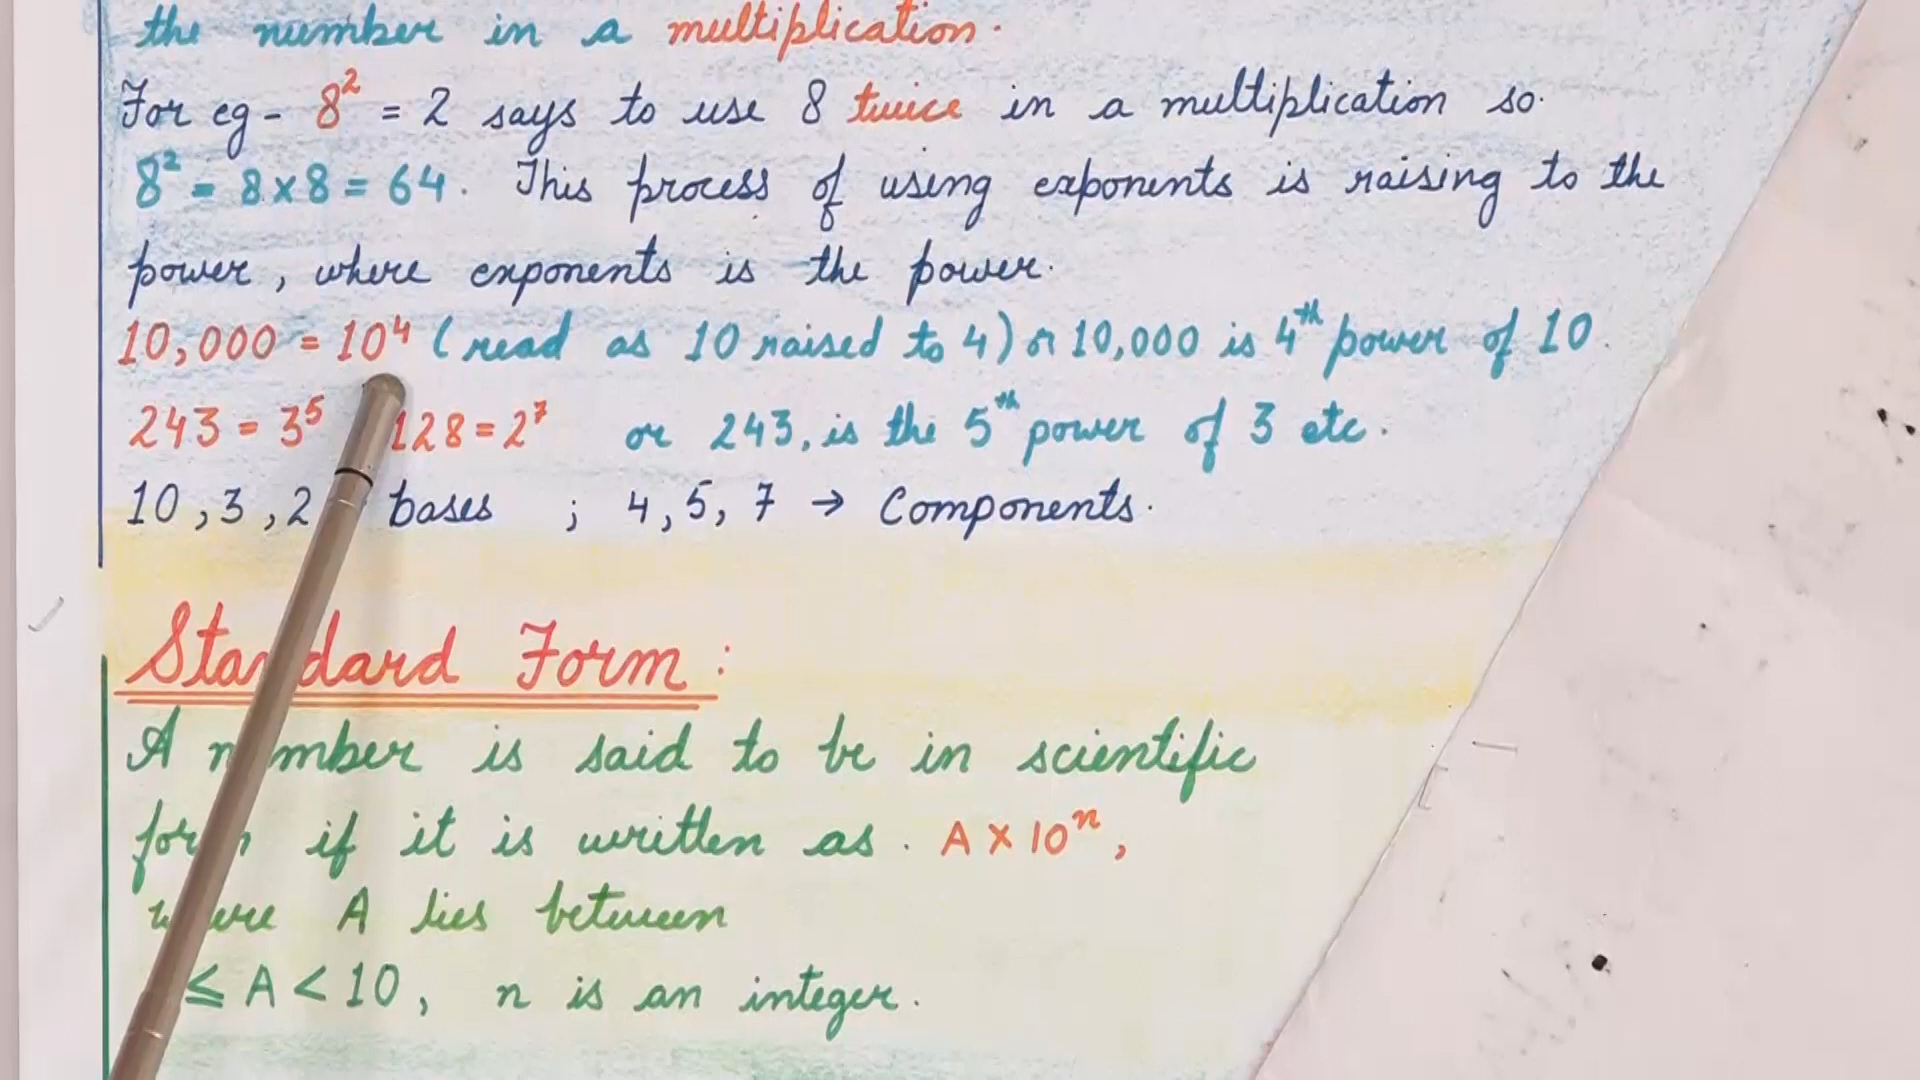 the number in a multiplication.
For eg - 8² = 2 says to use 8 twice in a multiplication so.
8² = 8×8 = 64. This process of using exponents is raising to the
power, where exponents is the power.
10,000 = 10⁴ (read as 10 raised to 4) or 10,000 is 4th power of 10.
243 = 3⁵ 128 = 2⁷ or 243, is the 5th power of 3 etc.
10, 3, 2 bases ; 4, 5, 7 → Components.
Standard Form:
A number is said to be in scientific
form if it is written as. A × 10ⁿ,
where A lies between
≤ A < 10, n is an integer.